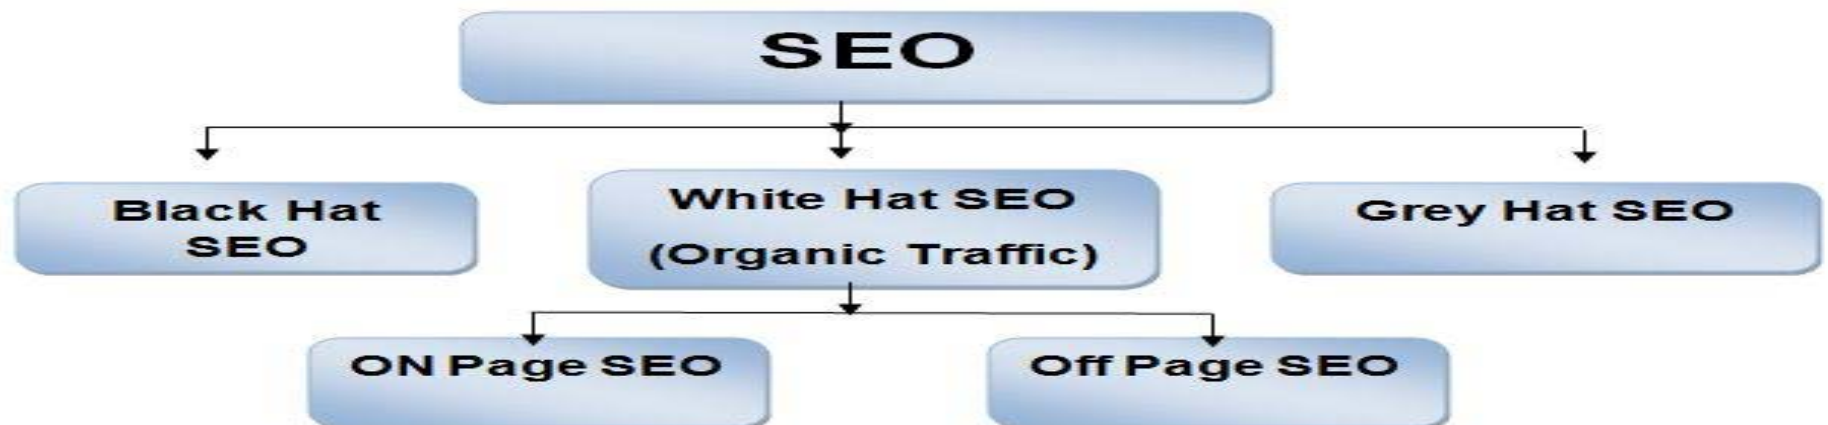 SEO
Black Hat
SEO
White Hat SEO
(Organic Traffic)
Grey Hat SEO
ON Page SEO
Off Page SEO